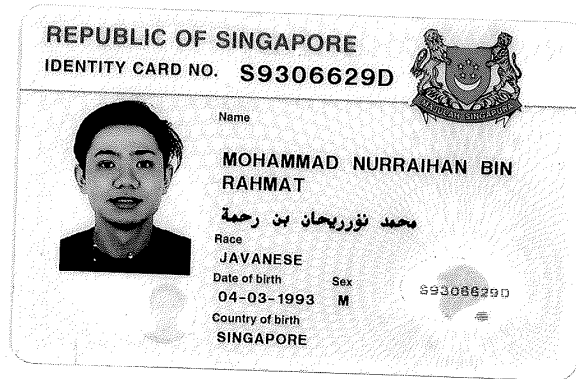 REPUBLIC OF SINGAPORE
IDENTITY CARD NO. S9306629D
MAJULAH SINGAPURA
Name
MOHAMMAD NURRAIHAN BIN
RAHMAT
محمد نۏرريحان بن رحمة
Race
JAVANESE
Date of birth Sex
04-03-1993 M
S9306629D
Country of birth
SINGAPORE